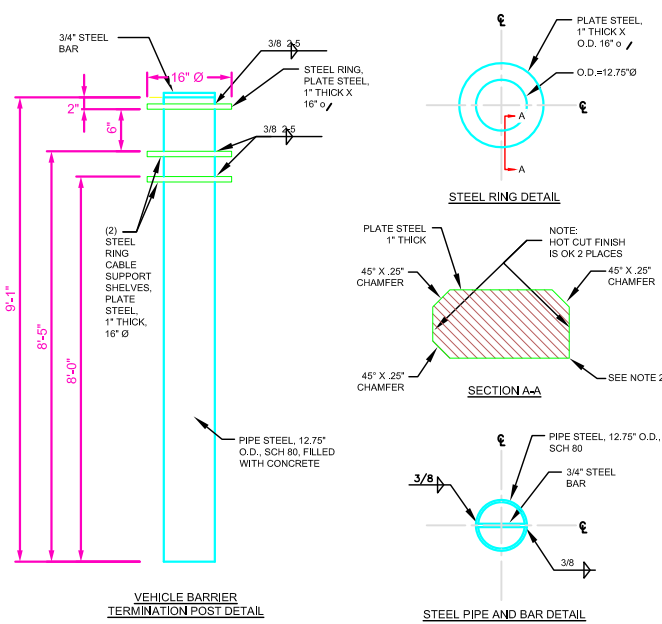 3/4" STEEL
BAR
3/8 2.5
16" Ø
STEEL RING,
PLATE STEEL,
1" THICK X
16" o
2"
6"
3/8 2.5
(2)
STEEL
RING
CABLE
SUPPORT
SHELVES,
PLATE
STEEL,
1" THICK,
16" Ø
9'-1"
8'-5"
8'-0"
PIPE STEEL, 12.75"
O.D., SCH 80, FILLED
WITH CONCRETE
VEHICLE BARRIER
TERMINATION POST DETAIL
℄
PLATE STEEL,
1" THICK X
O.D. 16" o
O.D.=12.75"Ø
℄
A
A
STEEL RING DETAIL
PLATE STEEL
1" THICK
NOTE:
HOT CUT FINISH
IS OK 2 PLACES
45° X .25"
CHAMFER
45° X .25"
CHAMFER
45° X .25"
CHAMFER
SEE NOTE 2
SECTION A-A
℄
PIPE STEEL, 12.75" O.D.,
SCH 80
3/4" STEEL
BAR
3/8
℄
3/8
STEEL PIPE AND BAR DETAIL